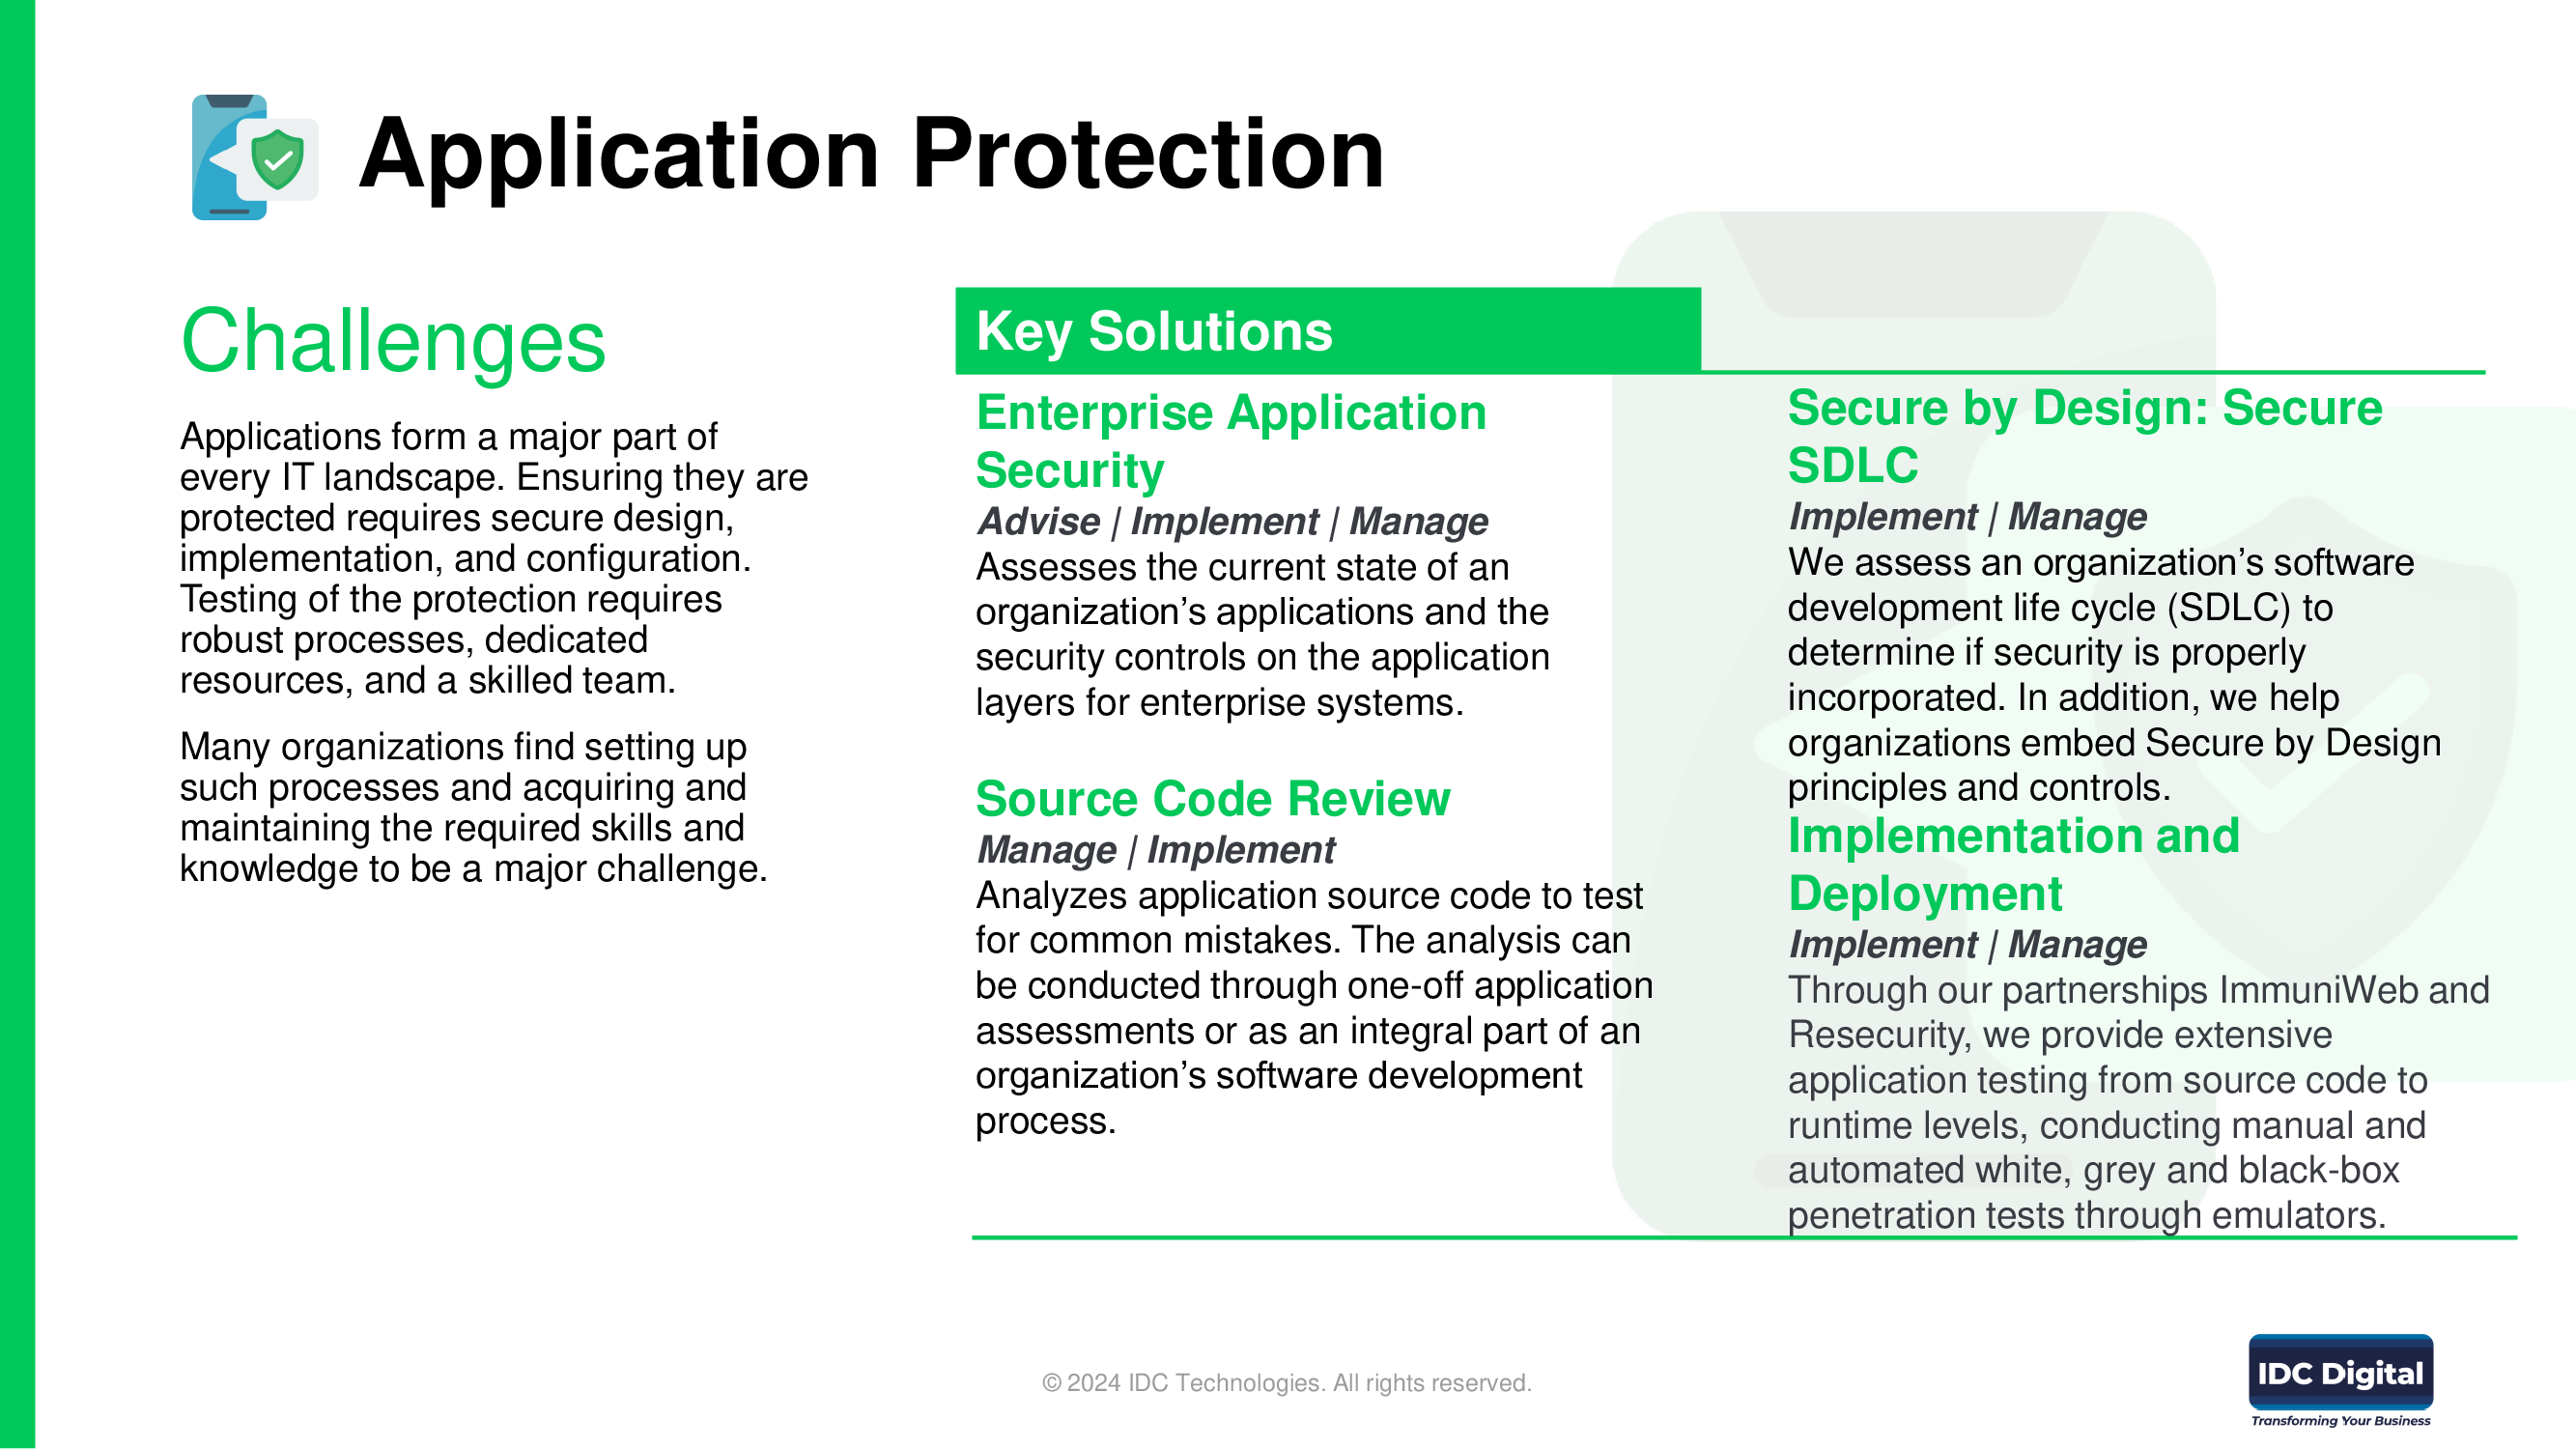 Application Protection
Challenges
Applications form a major part of
every IT landscape. Ensuring they are
protected requires secure design,
implementation, and configuration.
Testing of the protection requires
robust processes, dedicated
resources, and a skilled team.
Many organizations find setting up
such processes and acquiring and
maintaining the required skills and
knowledge to be a major challenge.
Key Solutions
Enterprise Application
Security
Advise | Implement | Manage
Assesses the current state of an
organization’s applications and the
security controls on the application
layers for enterprise systems.
Source Code Review
Manage | Implement
Analyzes application source code to test
for common mistakes. The analysis can
be conducted through one-off application
assessments or as an integral part of an
organization’s software development
process.
Secure by Design: Secure
SDLC
Implement | Manage
We assess an organization’s software
development life cycle (SDLC) to
determine if security is properly
incorporated. In addition, we help
organizations embed Secure by Design
principles and controls.
Implementation and
Deployment
Implement | Manage
Through our partnerships ImmuniWeb and
Resecurity, we provide extensive
application testing from source code to
runtime levels, conducting manual and
automated white, grey and black-box
penetration tests through emulators.
© 2024 IDC Technologies. All rights reserved.
IDC Digital
Transforming Your Business